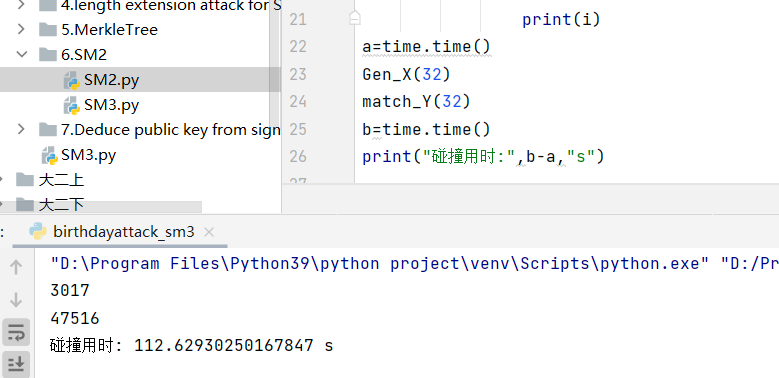 4.length extension attack for S
5.MerkleTree
6.SM2
SM2.py
SM3.py
7.Deduce public key from sign
SM3.py
大二上
大二下
21 print(i)
22 a=time.time()
23 Gen_X(32)
24 match_Y(32)
25 b=time.time()
26 print("碰撞用时:",b-a,"s")
27
: birthdayattack_sm3 ×
"D:\Program Files\Python39\python project\venv\Scripts\python.exe" "D:/Pr
3017
47516
碰撞用时: 112.62930250167847 s